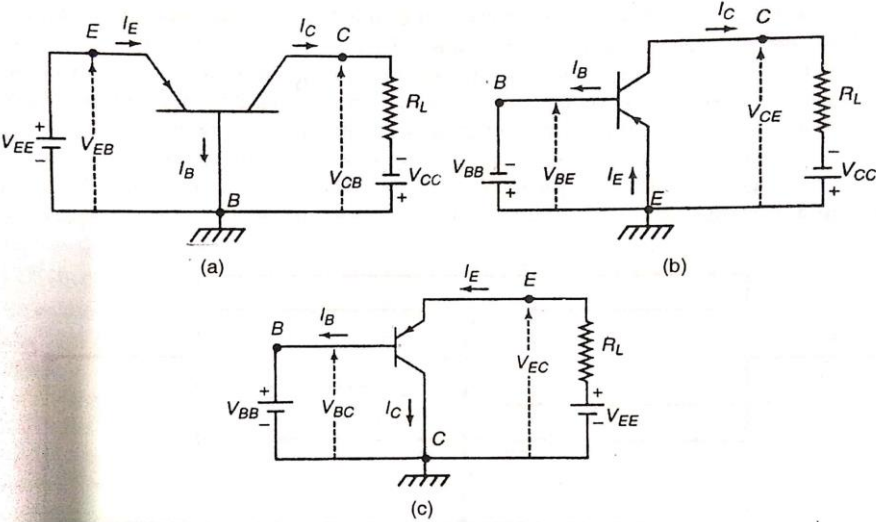 E
I_E
I_C
C
+
V_EE
−
V_EB
I_B
V_CB
R_L
−
V_CC
+
B
(a)
I_C
C
B
I_B
−
V_BB
+
V_BE
I_E
E
V_CE
R_L
−
V_CC
+
(b)
I_E
E
B
I_B
+
V_BB
−
V_BC
I_C
C
V_EC
R_L
+
V_EE
−
(c)